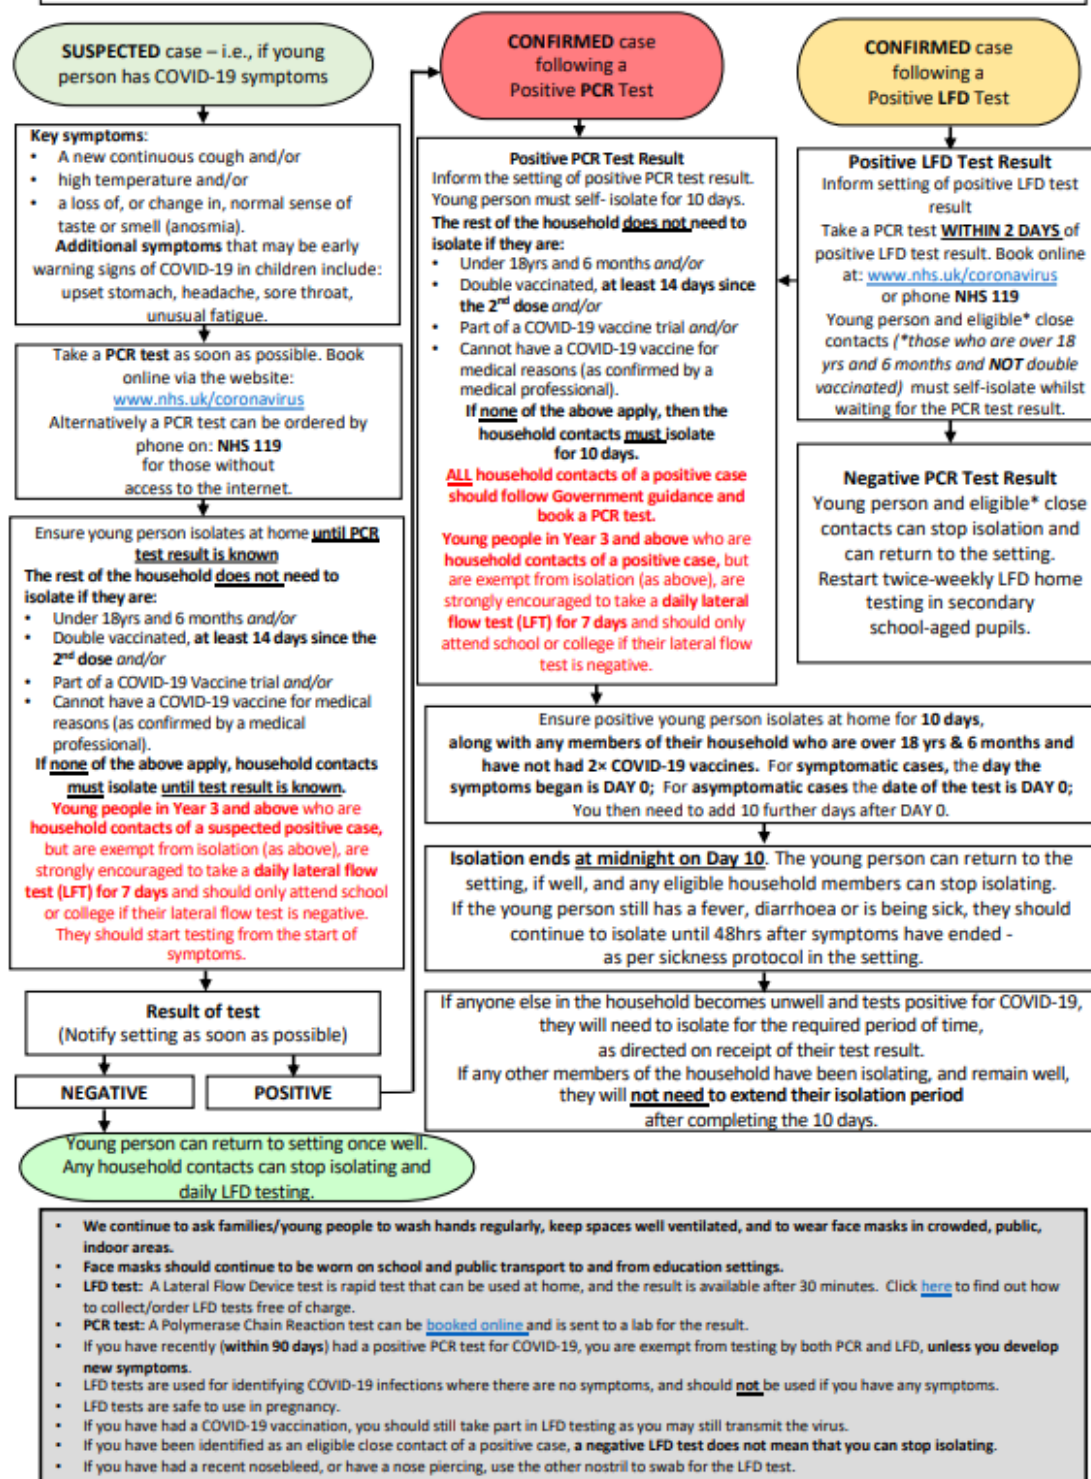 SUSPECTED case – i.e., if young
person has COVID-19 symptoms
Key symptoms:
• A new continuous cough and/or
• high temperature and/or
• a loss of, or change in, normal sense of
taste or smell (anosmia).
Additional symptoms that may be early
warning signs of COVID-19 in children include:
upset stomach, headache, sore throat,
unusual fatigue.
Take a PCR test as soon as possible. Book
online via the website:
www.nhs.uk/coronavirus
Alternatively a PCR test can be ordered by
phone on: NHS 119
for those without
access to the internet.
Ensure young person isolates at home until PCR
test result is known
The rest of the household does not need to
isolate if they are:
• Under 18yrs and 6 months and/or
• Double vaccinated, at least 14 days since the
2nd dose and/or
• Part of a COVID-19 Vaccine trial and/or
• Cannot have a COVID-19 vaccine for medical
reasons (as confirmed by a medical
professional).
If none of the above apply, household contacts
must isolate until test result is known.
Young people in Year 3 and above who are
household contacts of a suspected positive case,
but are exempt from isolation (as above), are
strongly encouraged to take a daily lateral flow
test (LFT) for 7 days and should only attend school
or college if their lateral flow test is negative.
They should start testing from the start of
symptoms.
Result of test
(Notify setting as soon as possible)
NEGATIVE
POSITIVE
Young person can return to setting once well.
Any household contacts can stop isolating and
daily LFD testing.
CONFIRMED case
following a
Positive PCR Test
Positive PCR Test Result
Inform the setting of positive PCR test result.
Young person must self- isolate for 10 days.
The rest of the household does not need to
isolate if they are:
• Under 18yrs and 6 months and/or
• Double vaccinated, at least 14 days since
the 2nd dose and/or
• Part of a COVID-19 vaccine trial and/or
• Cannot have a COVID-19 vaccine for
medical reasons (as confirmed by a
medical professional).
If none of the above apply, then the
household contacts must isolate
for 10 days.
ALL household contacts of a positive case
should follow Government guidance and
book a PCR test.
Young people in Year 3 and above who are
household contacts of a positive case, but
are exempt from isolation (as above), are
strongly encouraged to take a daily lateral
flow test (LFT) for 7 days and should only
attend school or college if their lateral flow
test is negative.
CONFIRMED case
following a
Positive LFD Test
Positive LFD Test Result
Inform setting of positive LFD test
result
Take a PCR test WITHIN 2 DAYS of
positive LFD test result. Book online
at: www.nhs.uk/coronavirus
or phone NHS 119
Young person and eligible* close
contacts (*those who are over 18
yrs and 6 months and NOT double
vaccinated) must self-isolate whilst
waiting for the PCR test result.
Negative PCR Test Result
Young person and eligible* close
contacts can stop isolation and
can return to the setting.
Restart twice-weekly LFD home
testing in secondary
school-aged pupils.
Ensure positive young person isolates at home for 10 days,
along with any members of their household who are over 18 yrs & 6 months and
have not had 2× COVID-19 vaccines. For symptomatic cases, the day the
symptoms began is DAY 0; For asymptomatic cases the date of the test is DAY 0;
You then need to add 10 further days after DAY 0.
Isolation ends at midnight on Day 10. The young person can return to the
setting, if well, and any eligible household members can stop isolating.
If the young person still has a fever, diarrhoea or is being sick, they should
continue to isolate until 48hrs after symptoms have ended -
as per sickness protocol in the setting.
If anyone else in the household becomes unwell and tests positive for COVID-19,
they will need to isolate for the required period of time,
as directed on receipt of their test result.
If any other members of the household have been isolating, and remain well,
they will not need to extend their isolation period
after completing the 10 days.
• We continue to ask families/young people to wash hands regularly, keep spaces well ventilated, and to wear face masks in crowded, public,
indoor areas.
• Face masks should continue to be worn on school and public transport to and from education settings.
• LFD test: A Lateral Flow Device test is rapid test that can be used at home, and the result is available after 30 minutes. Click here to find out how
to collect/order LFD tests free of charge.
• PCR test: A Polymerase Chain Reaction test can be booked online and is sent to a lab for the result.
• If you have recently (within 90 days) had a positive PCR test for COVID-19, you are exempt from testing by both PCR and LFD, unless you develop
new symptoms.
• LFD tests are used for identifying COVID-19 infections where there are no symptoms, and should not be used if you have any symptoms.
• LFD tests are safe to use in pregnancy.
• If you have had a COVID-19 vaccination, you should still take part in LFD testing as you may still transmit the virus.
• If you have been identified as an eligible close contact of a positive case, a negative LFD test does not mean that you can stop isolating.
• If you have had a recent nosebleed, or have a nose piercing, use the other nostril to swab for the LFD test.